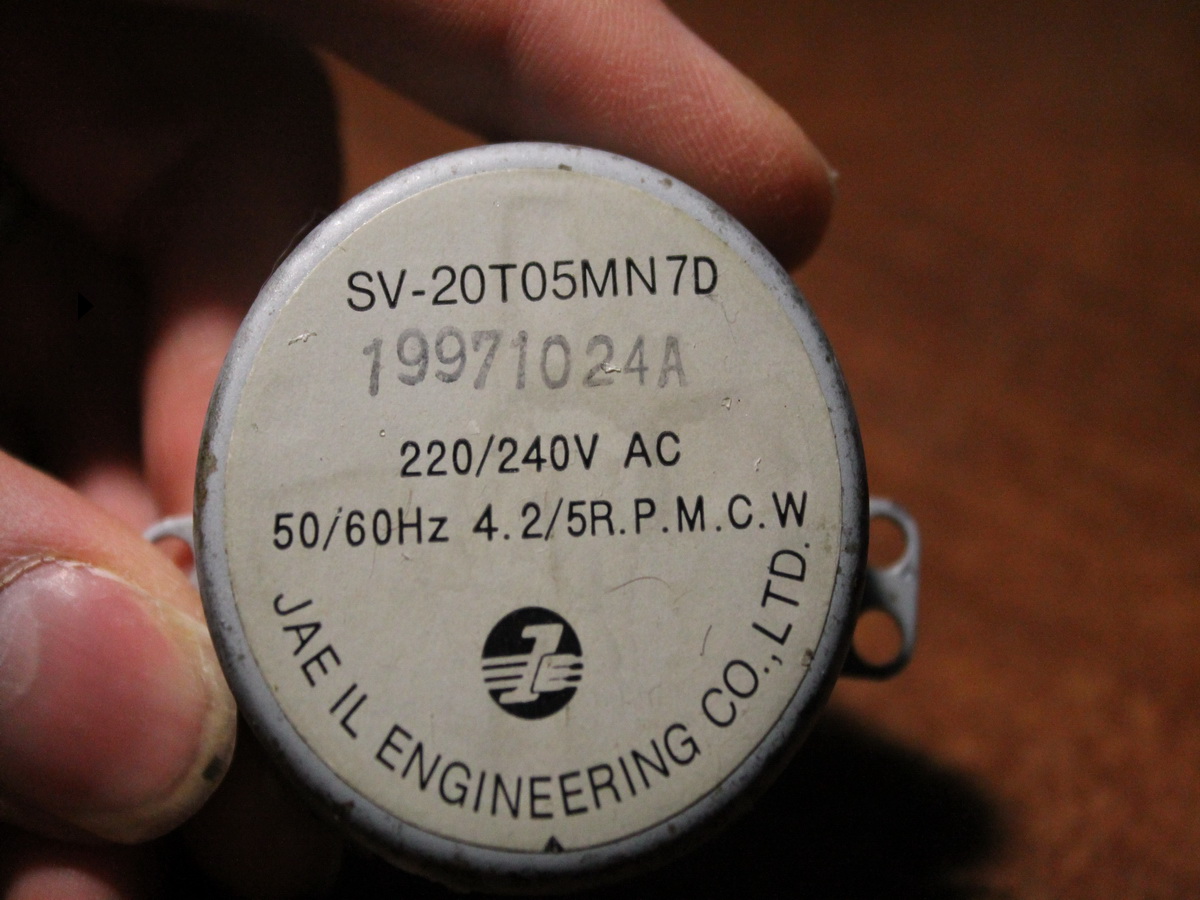 SV-20T05MN7D
19971024A
220/240V AC
50/60Hz 4.2/5R.P.M.C.W
JAE IL ENGINEERING CO.,LTD.